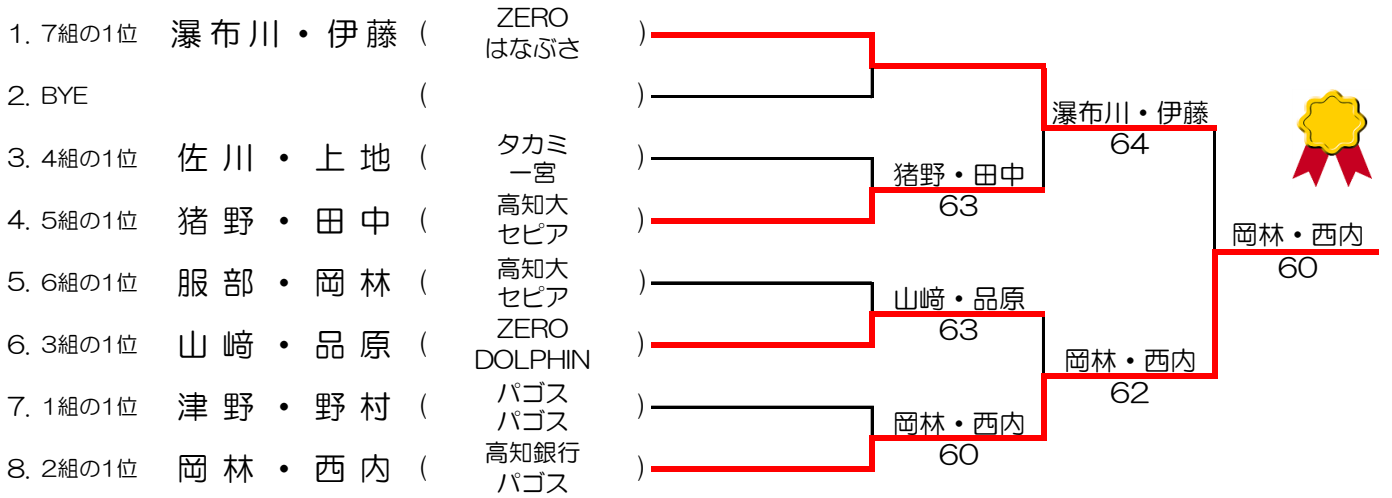 1. 7組の1位 瀑布川・伊藤 ( ZERO はなぶさ )
2. BYE ( )
瀑布川・伊藤
64
3. 4組の1位 佐川・上地 ( タカミ 一宮 )
猪野・田中
63
4. 5組の1位 猪野・田中 ( 高知大 セピア )
岡林・西内
60
5. 6組の1位 服部・岡林 ( 高知大 セピア )
山﨑・品原
63
6. 3組の1位 山﨑・品原 ( ZERO DOLPHIN )
岡林・西内
62
7. 1組の1位 津野・野村 ( パゴス パゴス )
岡林・西内
60
8. 2組の1位 岡林・西内 ( 高知銀行 パゴス )